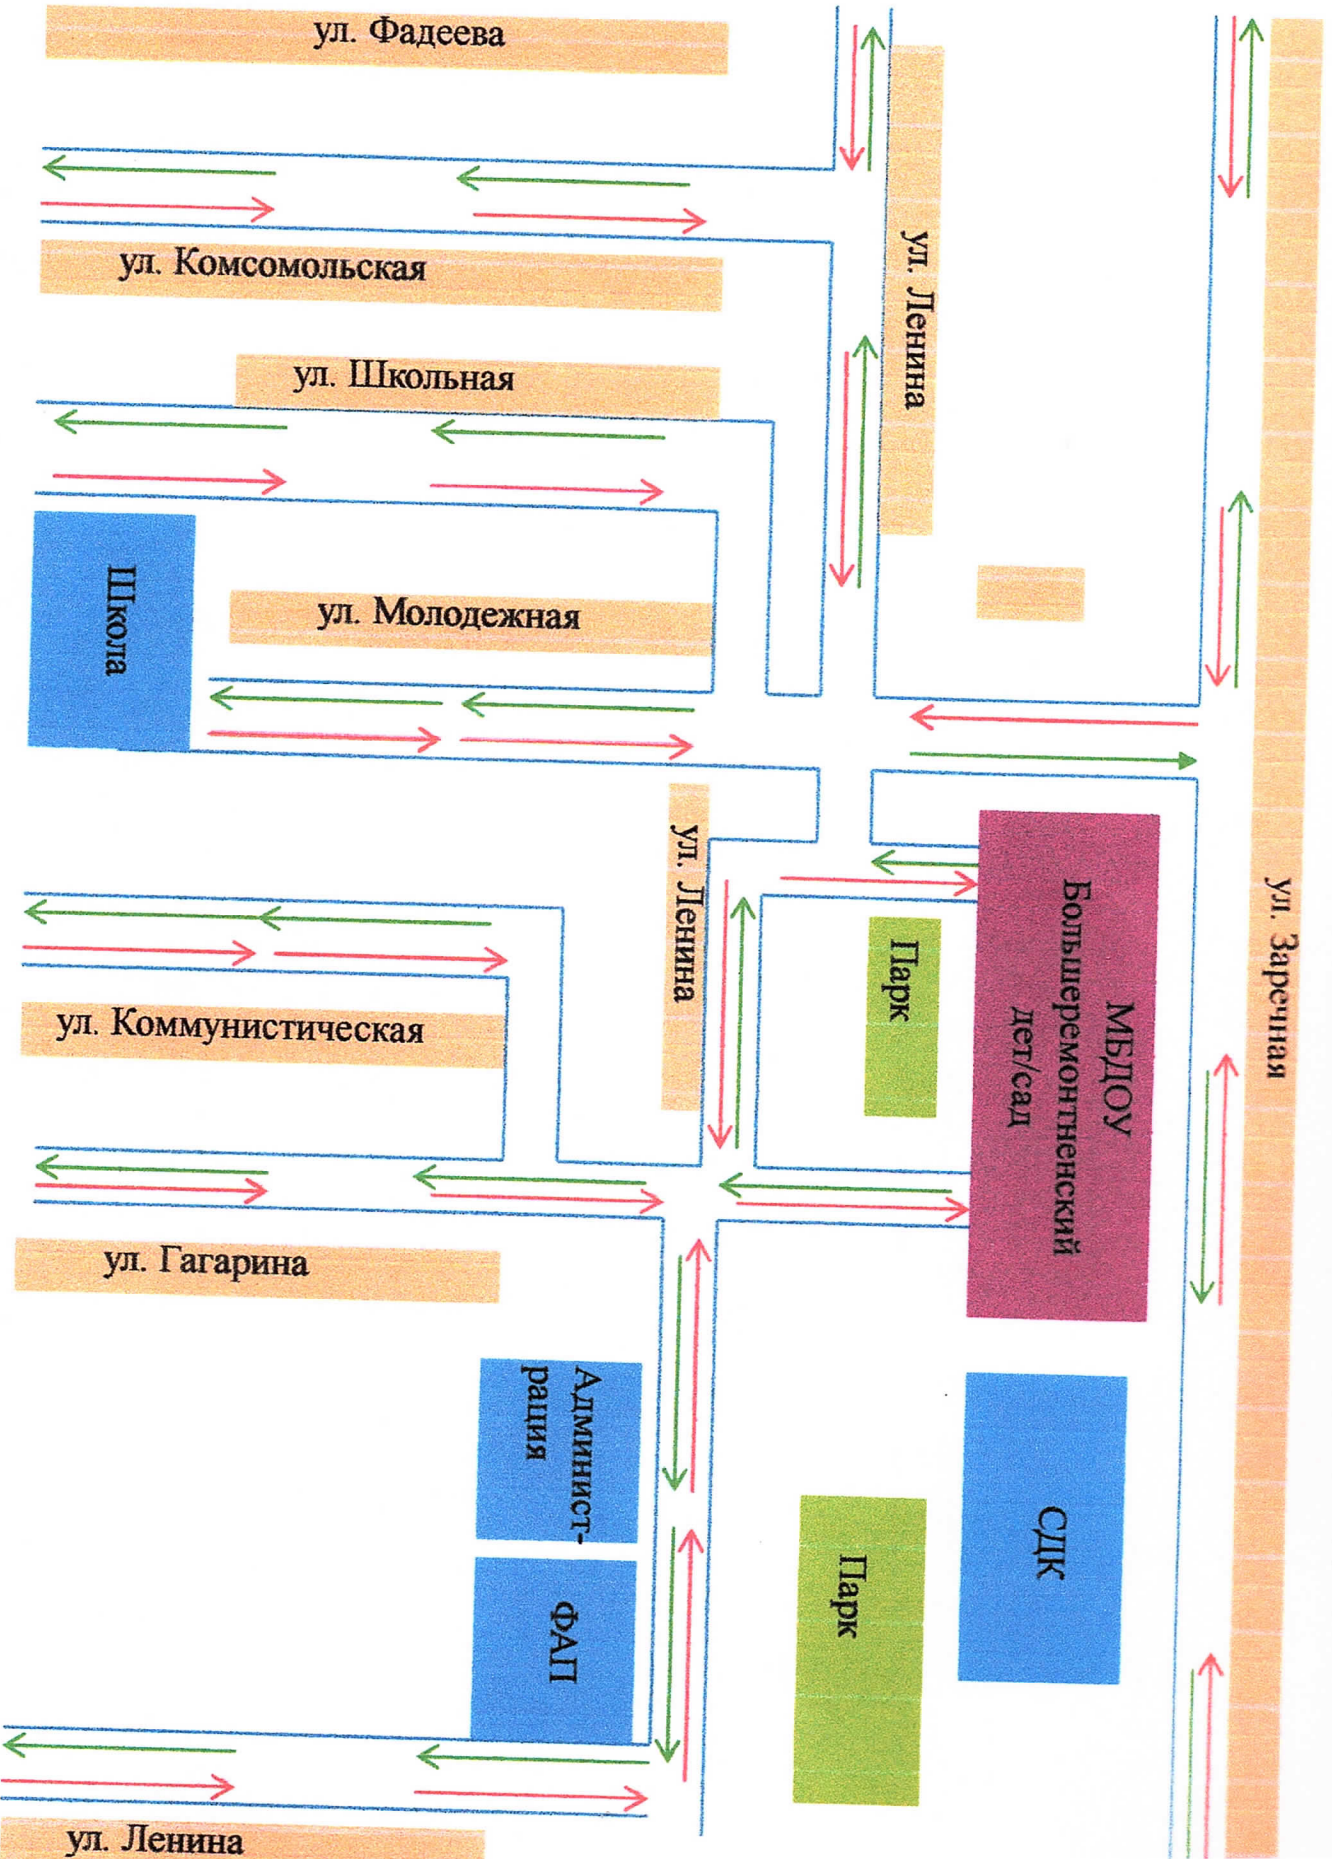 ул. Фадеева
ул. Ленина
ул. Комсомольская
ул. Школьная
Школа
ул. Молодежная
ул. Ленина
ул. Заречная
МБДОУ
Большеремонтненский
дет/сад
Парк
ул. Коммунистическая
ул. Гагарина
Админист-
рация
СДК
Парк
ФАП
ул. Ленина